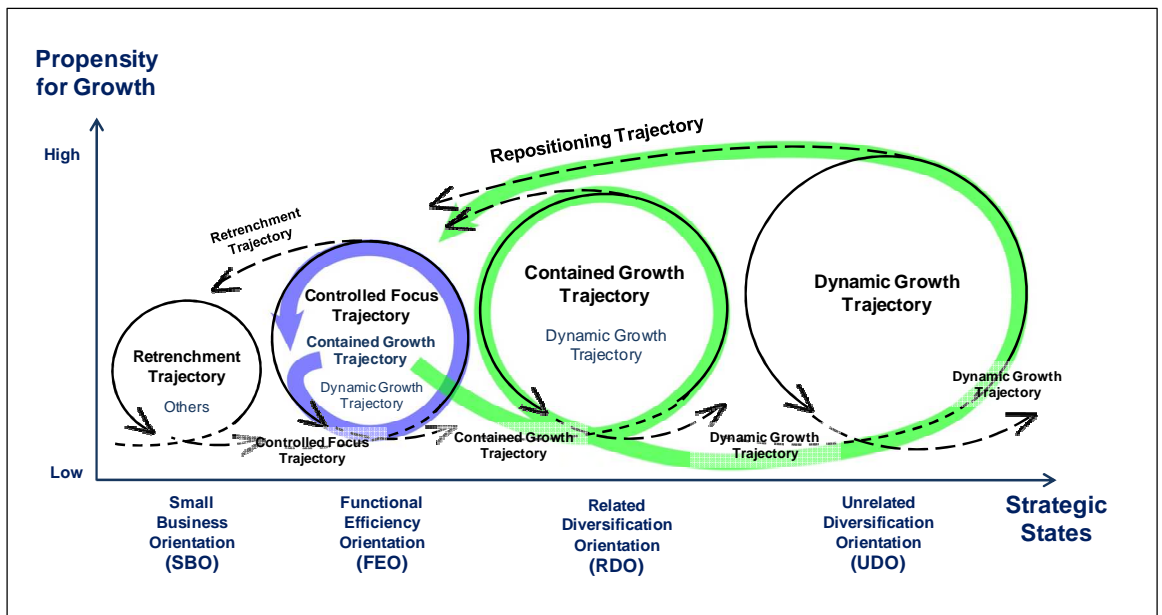 Propensity
for Growth
High
Low
Repositioning Trajectory
Retrenchment
Trajectory
Retrenchment
Trajectory
Others
Controlled Focus
Trajectory
Contained Growth
Trajectory
Dynamic Growth
Trajectory
Contained Growth
Trajectory
Dynamic Growth
Trajectory
Dynamic Growth
Trajectory
Controlled Focus
Trajectory
Contained Growth
Trajectory
Dynamic Growth
Trajectory
Dynamic Growth
Trajectory
Small
Business
Orientation
(SBO)
Functional
Efficiency
Orientation
(FEO)
Related
Diversification
Orientation
(RDO)
Unrelated
Diversification
Orientation
(UDO)
Strategic
States